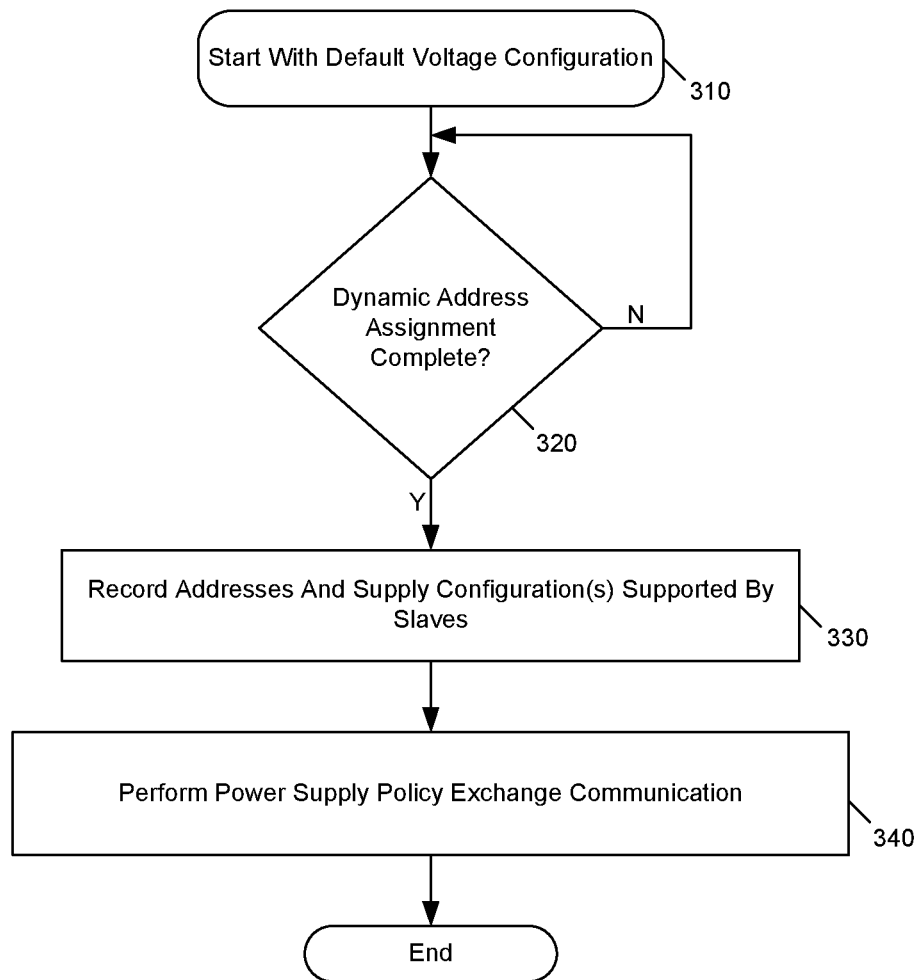 Start With Default Voltage Configuration
310
Dynamic Address
Assignment
Complete?
N
320
Y
Record Addresses And Supply Configuration(s) Supported By
Slaves
330
Perform Power Supply Policy Exchange Communication
340
End